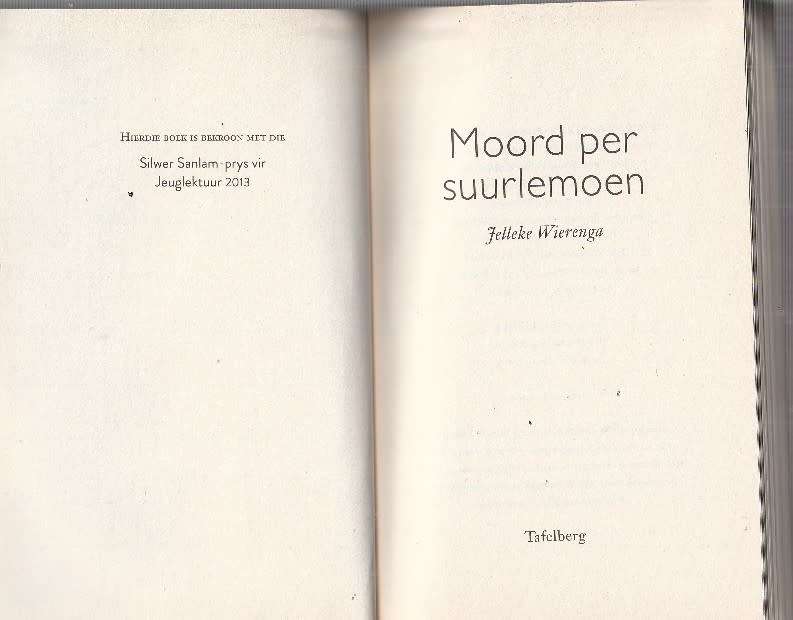 HIERDIE BOEK IS BEKROON MET DIE
Silwer Sanlam-prys vir
Jeuglektuur 2013
Moord per
suurlemoen
Jelleke Wierenga
Tafelberg